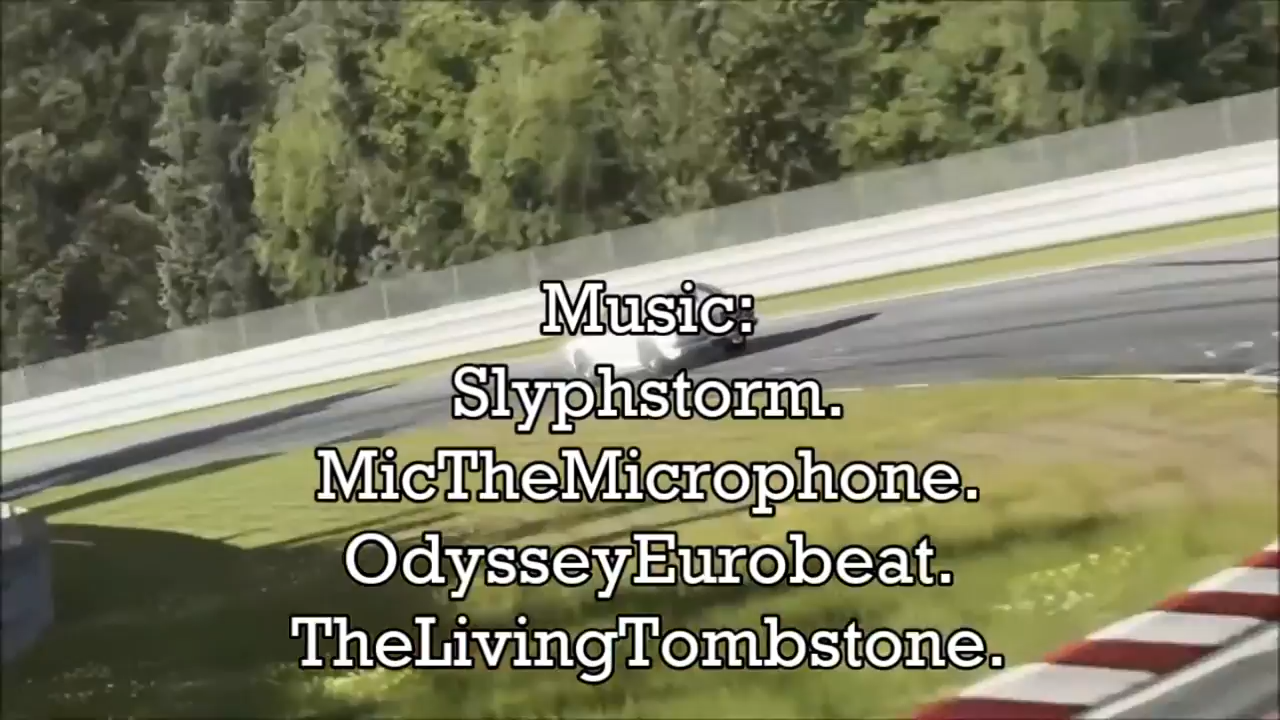 Music:
Slyphstorm.
MicTheMicrophone.
OdysseyEurobeat.
TheLivingTombstone.